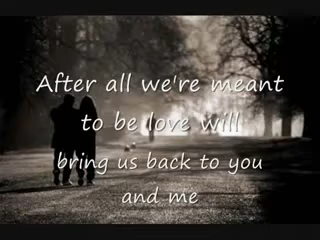 After all we're meant
to be love will
bring us back to you
and me